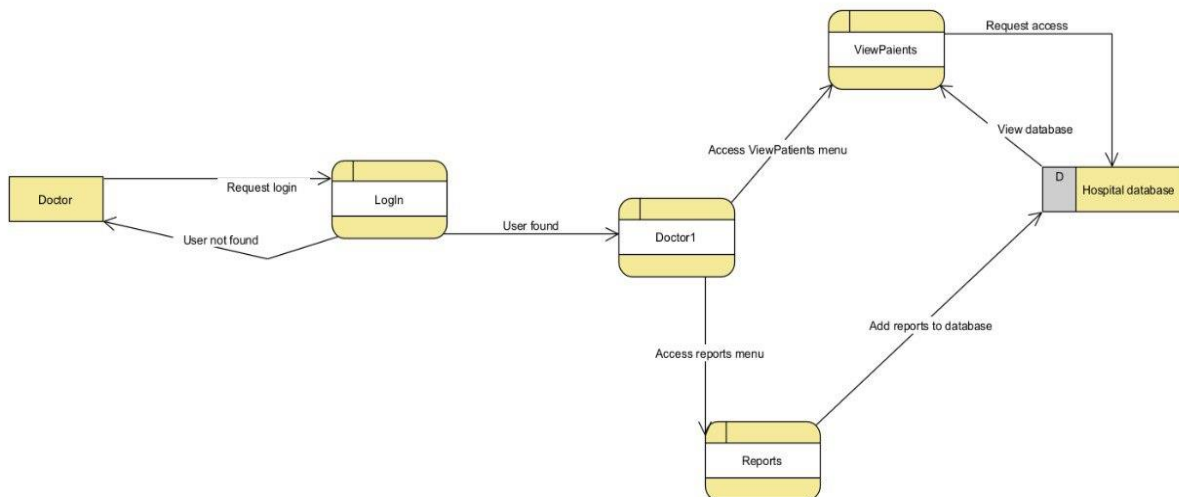 Request access
ViewPaients
View database
Access ViewPatients menu
Request login
D
Hospital database
Doctor
LogIn
User found
User not found
Doctor1
Add reports to database
Access reports menu
Reports